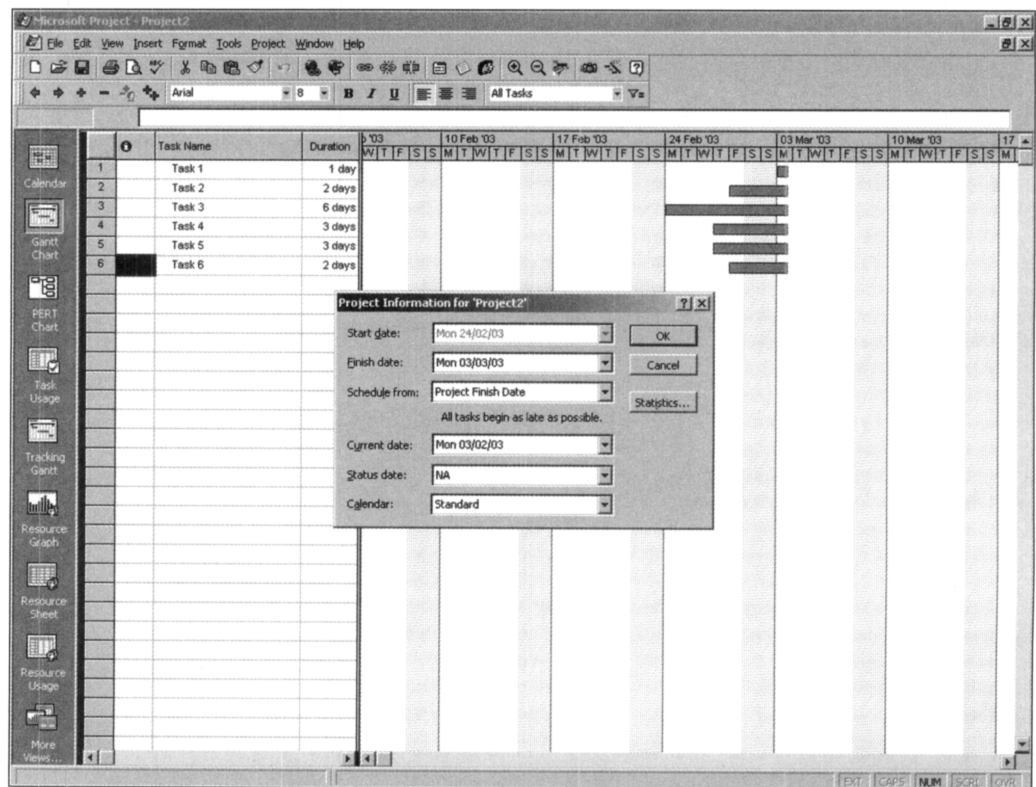 Microsoft Project - Project2
File Edit View Insert Format Tools Project Window Help
Arial 8 B I U All Tasks
Task Name Duration '03 10 Feb '03 17 Feb '03 24 Feb '03 03 Mar '03 10 Mar '03 17
W T F S S M T W T F S S M T W T F S S M T W T F S S M T W T F S S M T W T F S S M
1 Task 1 1 day
2 Task 2 2 days
3 Task 3 6 days
4 Task 4 3 days
5 Task 5 3 days
6 Task 6 2 days
Calendar
Gantt
Chart
PERT
Chart
Task
Usage
Tracking
Gantt
Resource
Graph
Resource
Sheet
Resource
Usage
More
Views...
Project Information for 'Project2'
Start date: Mon 24/02/03 OK
Finish date: Mon 03/03/03 Cancel
Schedule from: Project Finish Date Statistics...
All tasks begin as late as possible.
Current date: Mon 03/02/03
Status date: NA
Calendar: Standard
EXT CAPS NUM SCRL OVR